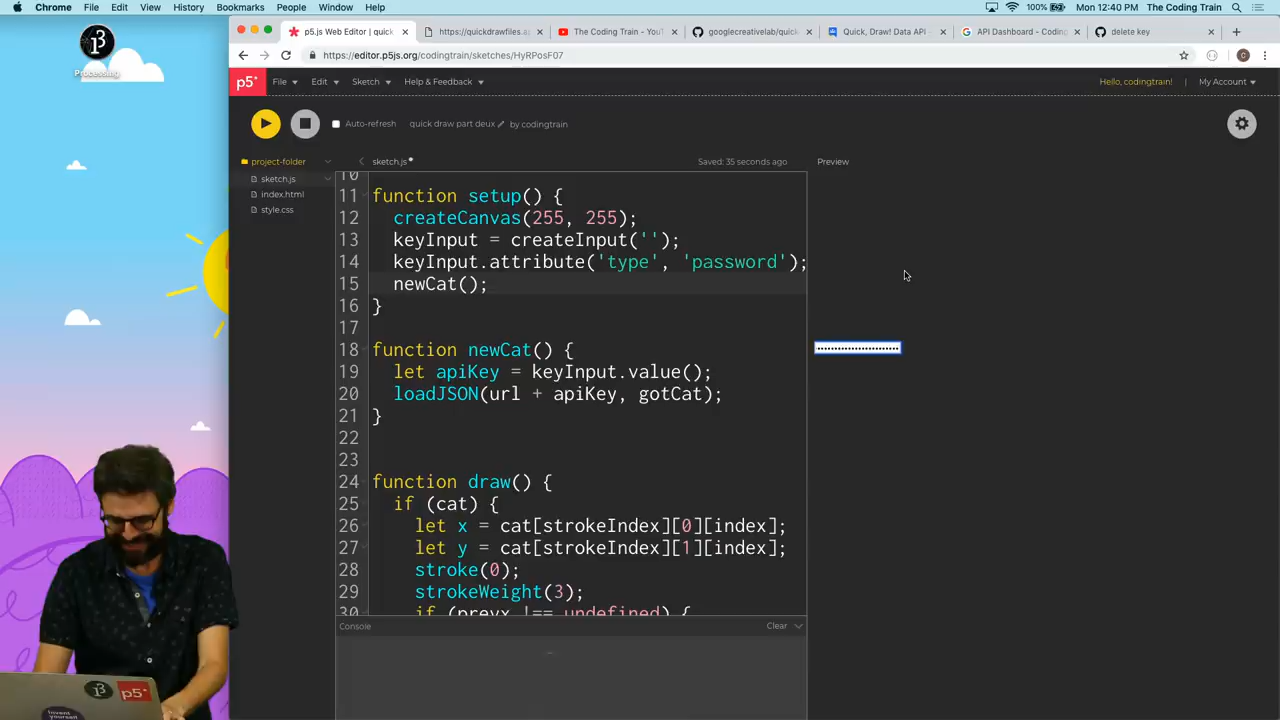 Chrome File Edit View History Bookmarks People Window Help
100% Mon 12:40 PM The Coding Train
p5.js Web Editor | quick
https://quickdrawfiles.ap
The Coding Train - YouT
googlecreativelab/quick
Quick, Draw! Data API -
API Dashboard - Coding
delete key
https://editor.p5js.org/codingtrain/sketches/HyRPosF07
C
Processing
p5*
File
Edit
Sketch
Help & Feedback
Hello, codingtrain!
|
My Account
Auto-refresh
quick draw part deux
by codingtrain
project-folder
sketch.js
index.html
style.css
sketch.js
Saved: 35 seconds ago
Preview
10
11 function setup() {
12 createCanvas(255, 255);
13 keyInput = createInput('');
14 keyInput.attribute('type', 'password');
15 newCat();
16 }
17
18 function newCat() {
19 let apiKey = keyInput.value();
20 loadJSON(url + apiKey, gotCat);
21 }
22
23
24 function draw() {
25 if (cat) {
26 let x = cat[strokeIndex][0][index];
27 let y = cat[strokeIndex][1][index];
28 stroke(0);
29 strokeWeight(3);
30 if (prevx !== undefined) {
Console
Clear
p5*